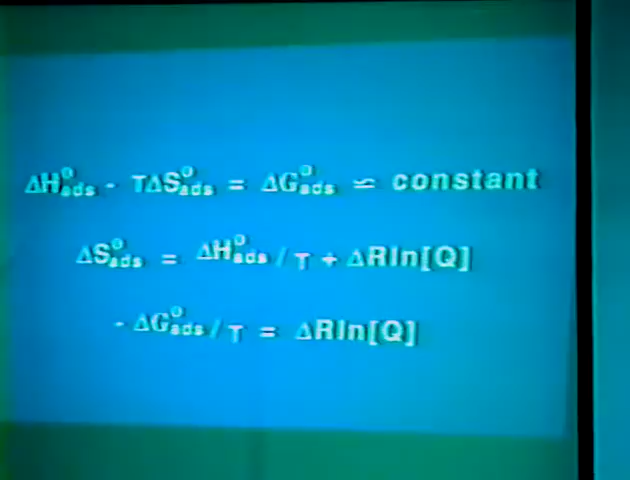 ΔH°ads - TΔS°ads = ΔG°ads ≃ constant
ΔS°ads = ΔH°ads / T + ΔRln[Q]
- ΔG°ads / T = ΔRln[Q]